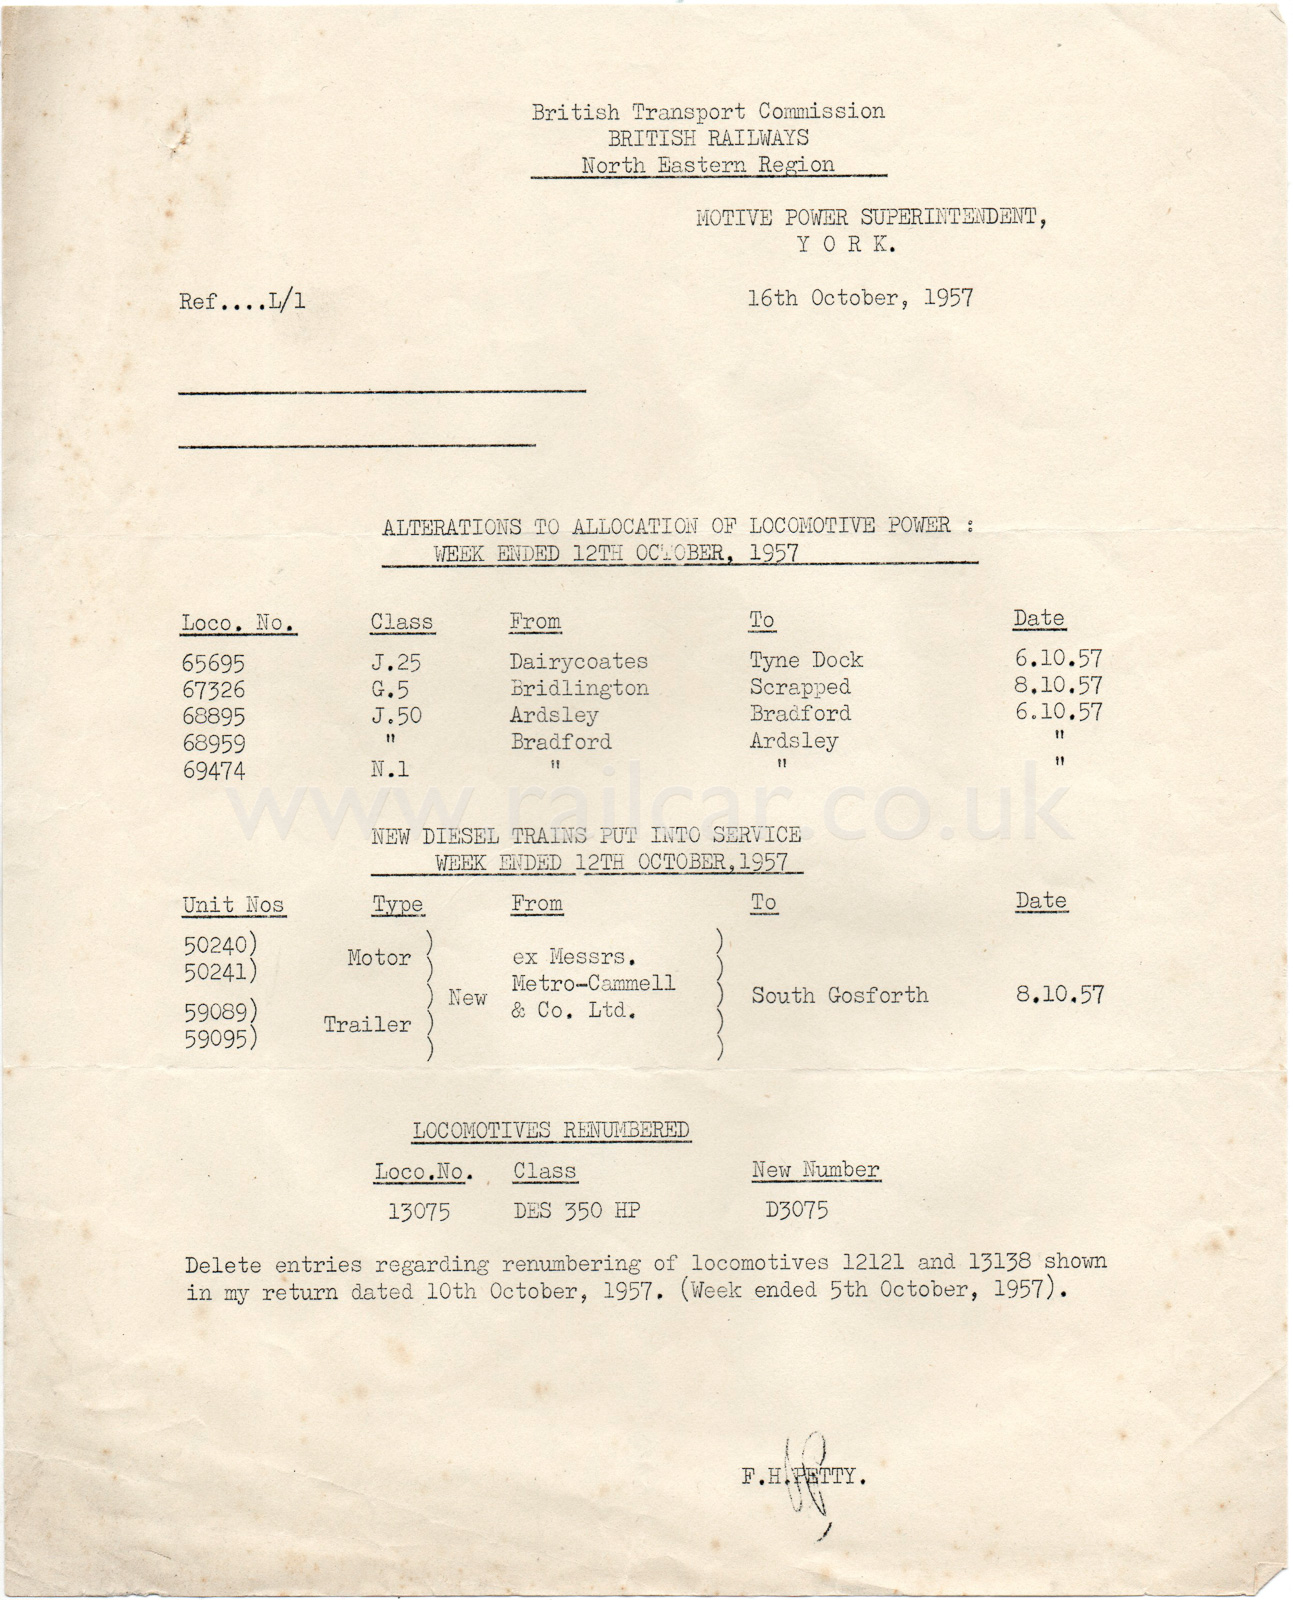 British Transport Commission
BRITISH RAILWAYS
North Eastern Region
MOTIVE POWER SUPERINTENDENT,
Y O R K.
Ref....L/1 16th October, 1957
ALTERATIONS TO ALLOCATION OF LOCOMOTIVE POWER :
WEEK ENDED 12TH OCTOBER, 1957
Loco. No. Class From To Date
65695 J.25 Dairycoates Tyne Dock 6.10.57
67326 G.5 Bridlington Scrapped 8.10.57
68895 J.50 Ardsley Bradford 6.10.57
68959 " Bradford Ardsley "
69474 N.1 " " "
www.railcar.co.uk
NEW DIESEL TRAINS PUT INTO SERVICE
WEEK ENDED 12TH OCTOBER,1957
Unit Nos Type From To Date
50240) Motor ) ex Messrs. )
50241) ) Metro-Cammell )
) New & Co. Ltd. ) South Gosforth 8.10.57
59089) Trailer ) )
59095) ) )
LOCOMOTIVES RENUMBERED
Loco.No. Class New Number
13075 DES 350 HP D3075
Delete entries regarding renumbering of locomotives 12121 and 13138 shown
in my return dated 10th October, 1957. (Week ended 5th October, 1957).
F.H.PETTY.